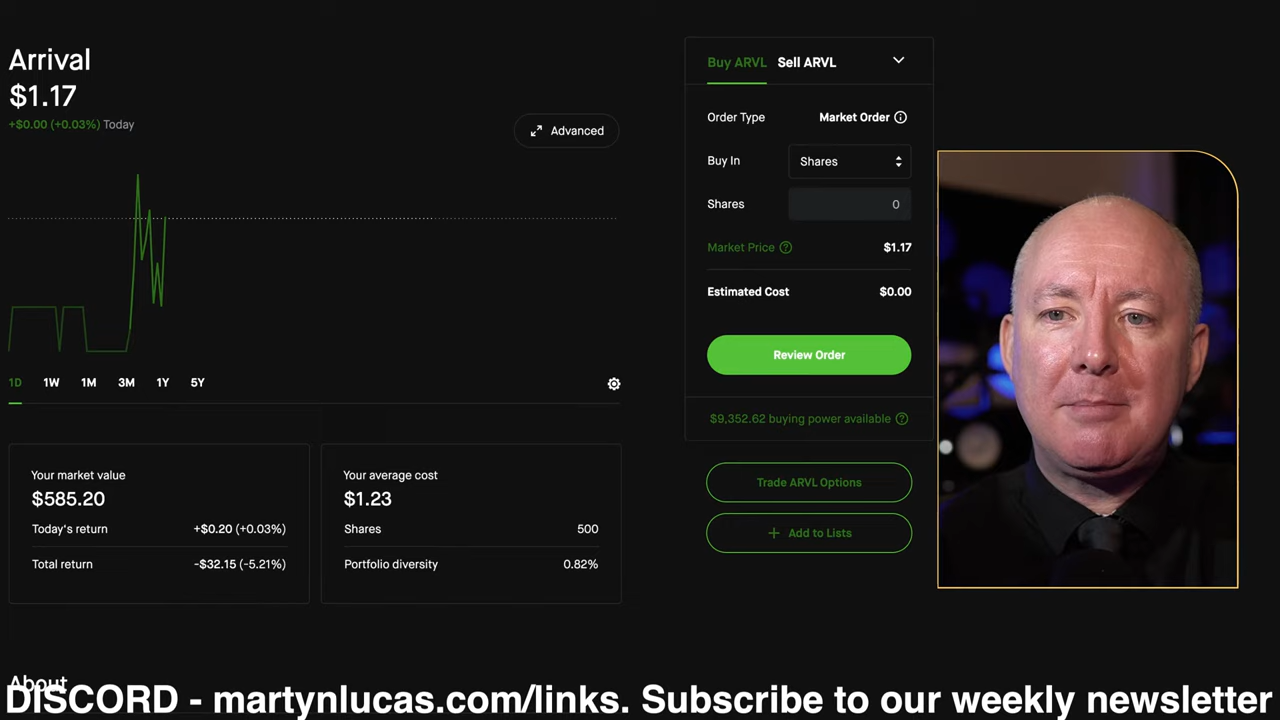 Arrival
$1.17
+$0.00 (+0.03%) Today
Advanced
1D 1W 1M 3M 1Y 5Y
Your market value
$585.20
Today's return +$0.20 (+0.03%)
Total return -$32.15 (-5.21%)
Your average cost
$1.23
Shares 500
Portfolio diversity 0.82%
About
Buy ARVL Sell ARVL
Order Type Market Order
Buy In Shares
Shares 0
Market Price $1.17
Estimated Cost $0.00
Review Order
$9,352.62 buying power available
Trade ARVL Options
+ Add to Lists
DISCORD - martynlucas.com/links. Subscribe to our weekly newsletter